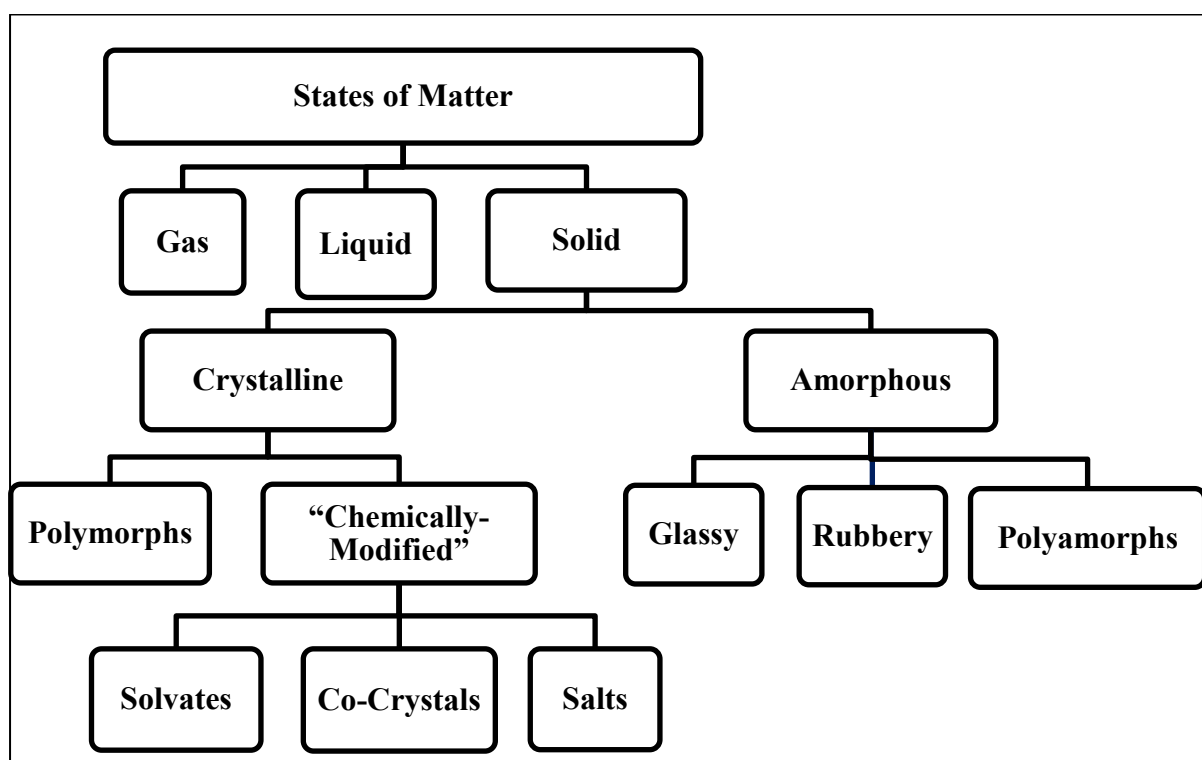 States of Matter
Gas
Liquid
Solid
Crystalline
Amorphous
Polymorphs
“Chemically-
Modified”
Glassy
Rubbery
Polyamorphs
Solvates
Co-Crystals
Salts